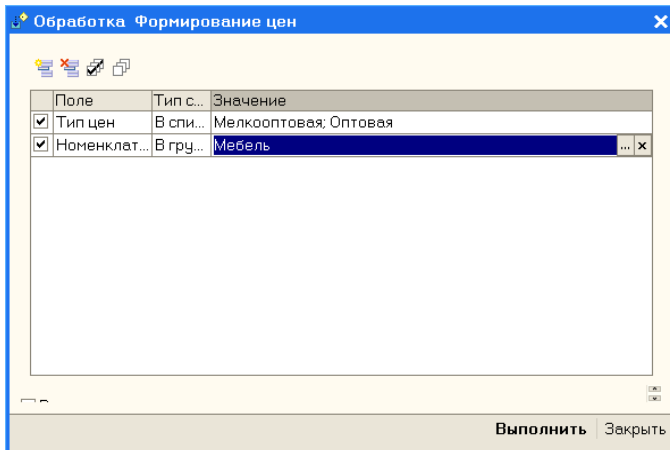 Обработка Формирование цен
Поле Тип с... Значение
Тип цен В спи... Мелкооптовая; Оптовая
Номенклат... В гру... Мебель ... x
Выполнить Закрыть